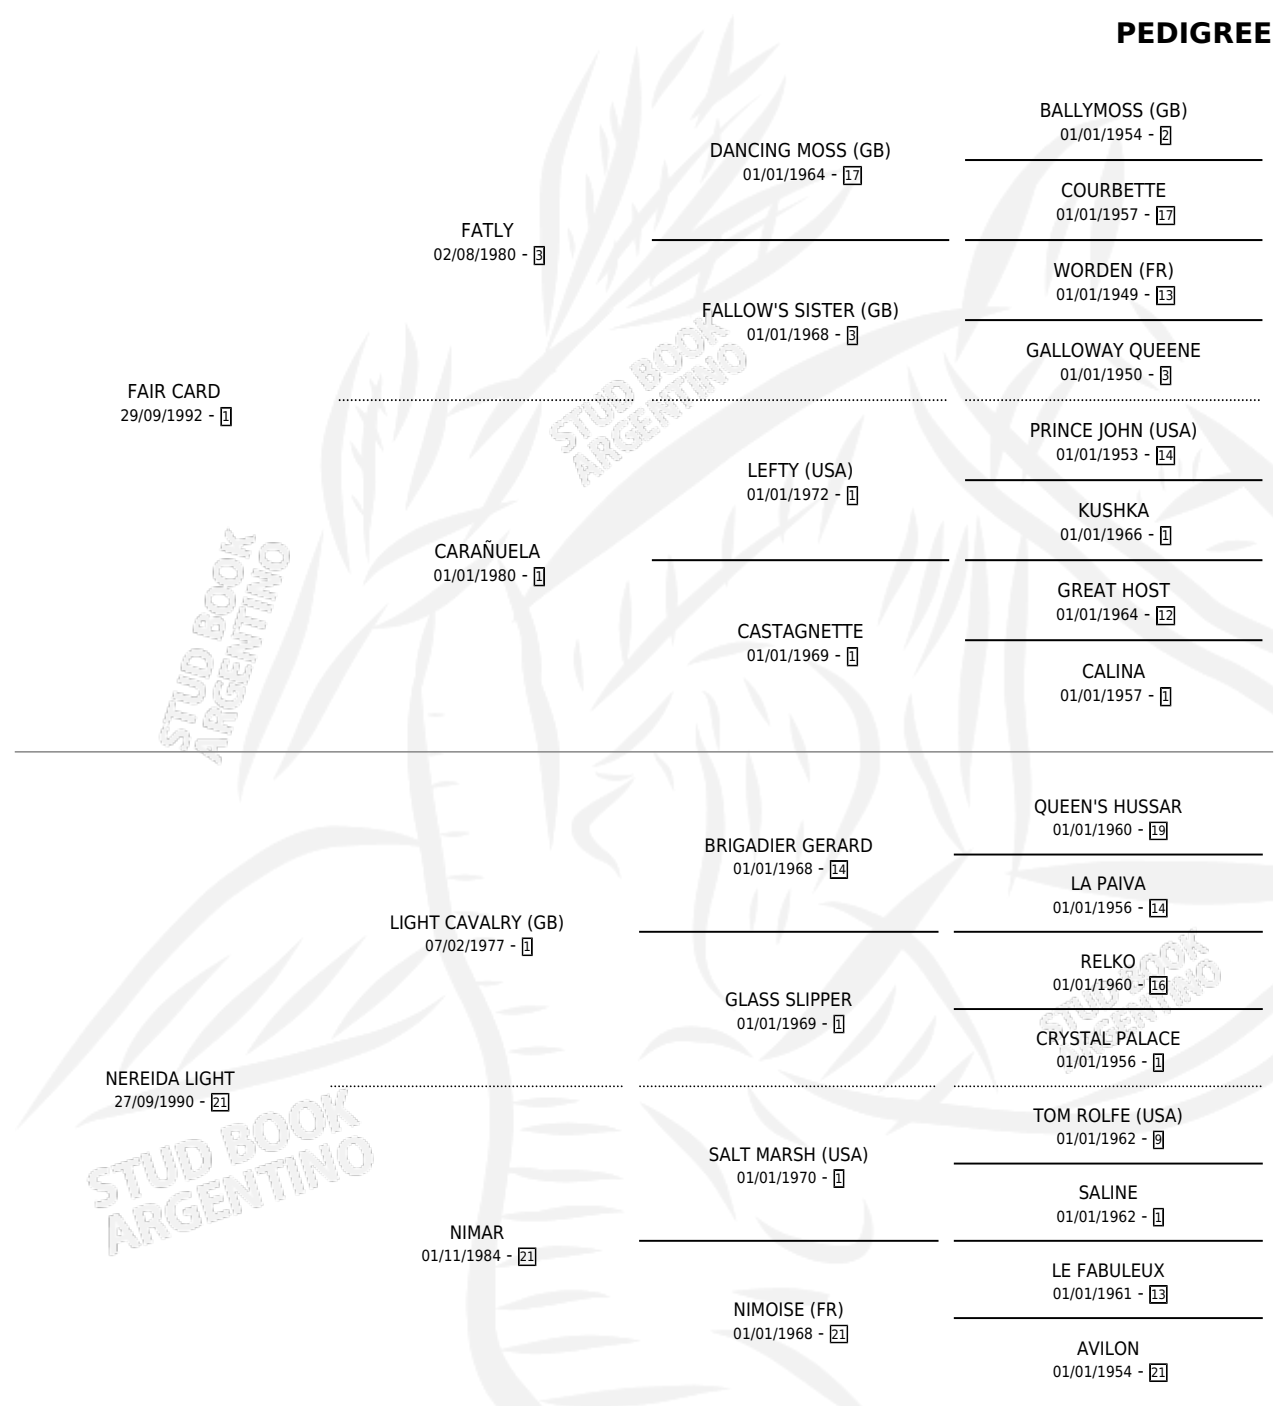 PEDIGREE
BALLYMOSS (GB)
01/01/1954 - 2
DANCING MOSS (GB)
01/01/1964 - 17
COURBETTE
01/01/1957 - 17
FATLY
02/08/1980 - 3
WORDEN (FR)
01/01/1949 - 13
FALLOW'S SISTER (GB)
01/01/1968 - 3
GALLOWAY QUEENE
01/01/1950 - 3
FAIR CARD
29/09/1992 - 1
PRINCE JOHN (USA)
01/01/1953 - 14
LEFTY (USA)
01/01/1972 - 1
KUSHKA
01/01/1966 - 1
CARAÑUELA
01/01/1980 - 1
GREAT HOST
01/01/1964 - 12
CASTAGNETTE
01/01/1969 - 1
CALINA
01/01/1957 - 1
QUEEN'S HUSSAR
01/01/1960 - 19
BRIGADIER GERARD
01/01/1968 - 14
LA PAIVA
01/01/1956 - 14
LIGHT CAVALRY (GB)
07/02/1977 - 1
RELKO
01/01/1960 - 16
GLASS SLIPPER
01/01/1969 - 1
CRYSTAL PALACE
01/01/1956 - 1
NEREIDA LIGHT
27/09/1990 - 21
TOM ROLFE (USA)
01/01/1962 - 9
SALT MARSH (USA)
01/01/1970 - 1
SALINE
01/01/1962 - 1
NIMAR
01/11/1984 - 21
LE FABULEUX
01/01/1961 - 13
NIMOISE (FR)
01/01/1968 - 21
AVILON
01/01/1954 - 21
STUD BOOK
ARGENTINO
STUD BOOK
ARGENTINO
STUD BOOK
ARGENTINO
STUD BOOK
ARGENTINO